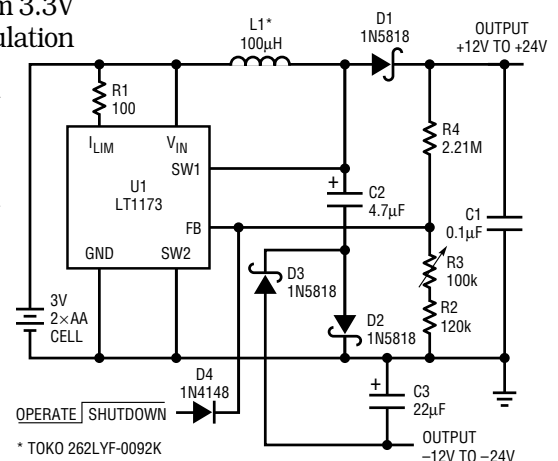 m 3.3V
ulation
L1*
100µH
D1
1N5818
OUTPUT
+12V TO +24V
R1
100
R4
2.21M
ILIM
VIN
SW1
U1
LT1173
+
C2
4.7µF
C1
0.1µF
FB
GND
SW2
D3
1N5818
R3
100k
3V
2×AA
CELL
D2
1N5818
R2
120k
D4
1N4148
OPERATE SHUTDOWN
+
C3
22µF
* TOKO 262LYF-0092K
OUTPUT
–12V TO –24V